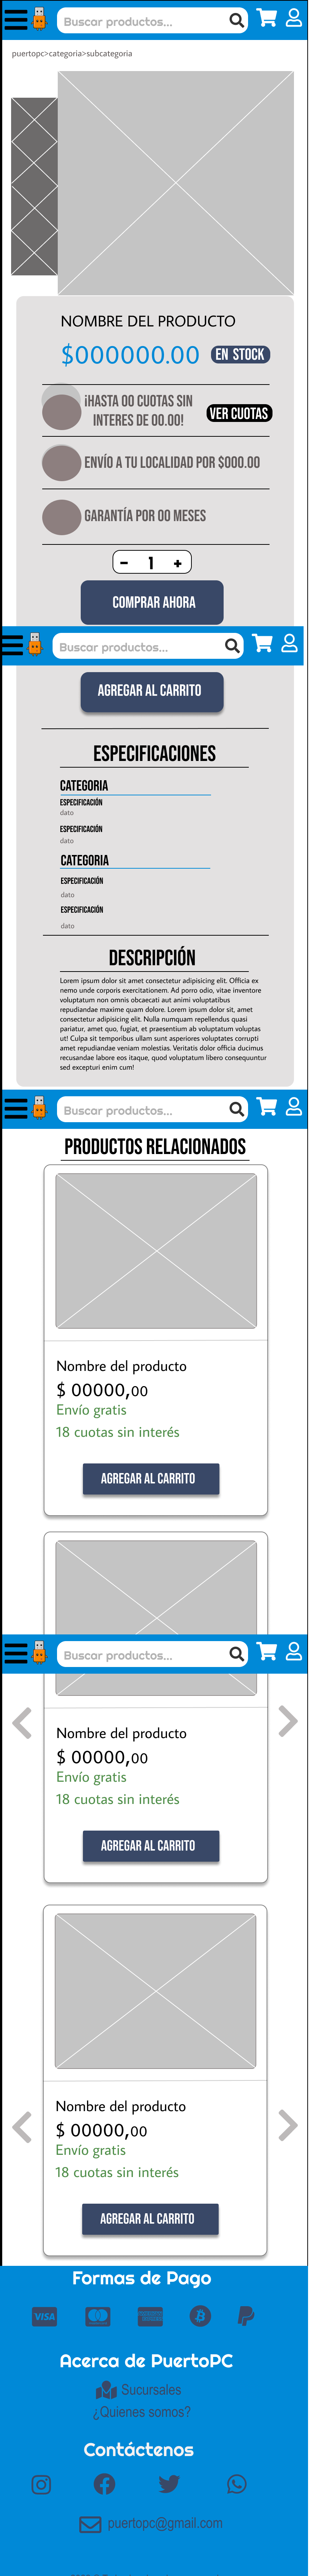 Buscar productos...
puertopc>categoria>subcategoria
NOMBRE DEL PRODUCTO
$000000.00 EN STOCK
¡HASTA 00 CUOTAS SIN
INTERES DE 00.00!
VER CUOTAS
ENVÍO A TU LOCALIDAD POR $000.00
GARANTÍA POR 00 MESES
- 1 +
COMPRAR AHORA
Buscar productos...
AGREGAR AL CARRITO
ESPECIFICACIONES
CATEGORIA
ESPECIFICACIÓN
dato
ESPECIFICACIÓN
dato
CATEGORIA
ESPECIFICACIÓN
dato
ESPECIFICACIÓN
dato
DESCRIPCIÓN
Lorem ipsum dolor sit amet consectetur adipisicing elit. Officia ex
nemo unde corporis exercitationem. Ad porro odio, vitae inventore
voluptatum non omnis obcaecati aut animi voluptatibus
repudiandae maxime quam dolore. Lorem ipsum dolor sit, amet
consectetur adipisicing elit. Nulla numquam repellendus quasi
pariatur, amet quo, fugiat, et praesentium ab voluptatum voluptas
ut! Culpa sit temporibus ullam sunt asperiores voluptates corrupti
amet repudiandae veniam molestias. Veritatis dolor officia ducimus
recusandae labore eos itaque, quod voluptatum libero consequuntur
sed excepturi enim cum!
Buscar productos...
PRODUCTOS RELACIONADOS
Nombre del producto
$ 00000,00
Envío gratis
18 cuotas sin interés
AGREGAR AL CARRITO
Buscar productos...
Nombre del producto
$ 00000,00
Envío gratis
18 cuotas sin interés
AGREGAR AL CARRITO
Nombre del producto
$ 00000,00
Envío gratis
18 cuotas sin interés
AGREGAR AL CARRITO
Formas de Pago
VISA
Acerca de PuertoPC
Sucursales
¿Quienes somos?
Contáctenos
puertopc@gmail.com